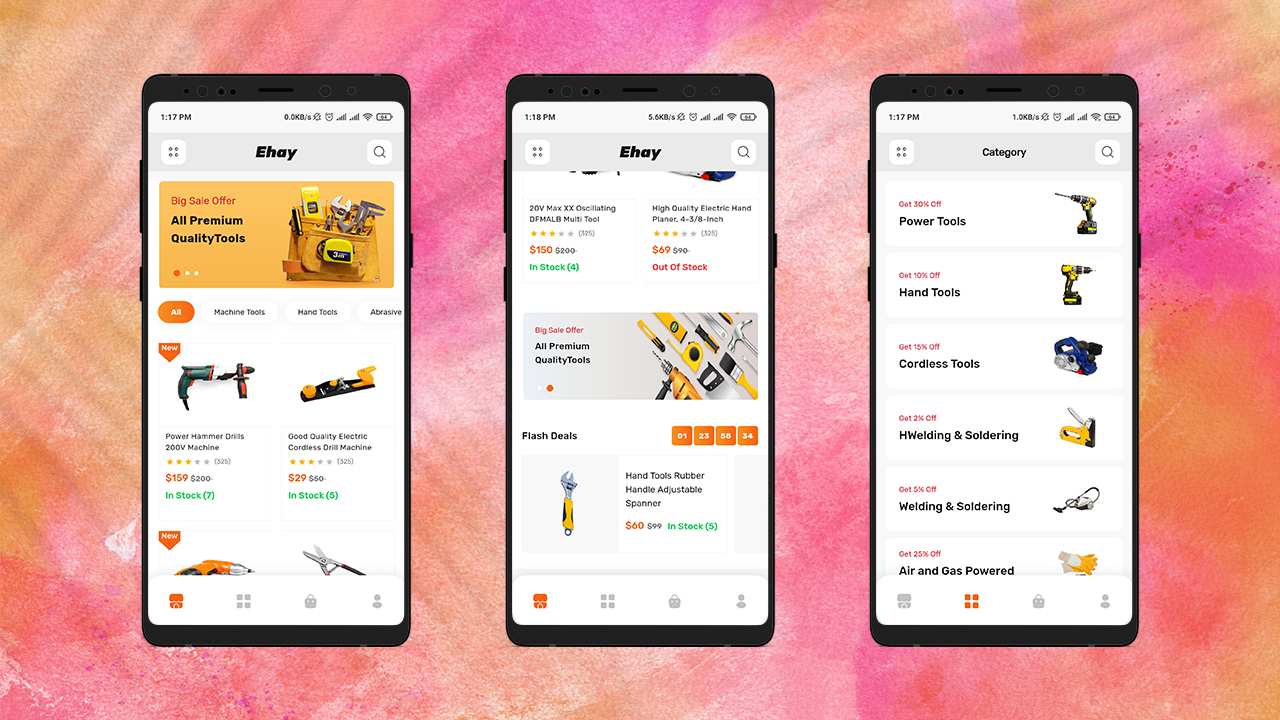 1:17 PM
0.0KB/s
64
Ehay
Big Sale Offer
All Premium
QualityTools
All
Machine Tools
Hand Tools
Abrasive
New
Power Hammer Drills
200V Machine
(325)
$159 $200
In Stock (7)
Good Quality Electric
Cordless Drill Machine
(325)
$29 $50
In Stock (5)
New
1:18 PM
5.6KB/s
64
Ehay
20V Max XX Oscillating
DFMALB Multi Tool
(325)
$150 $200
In Stock (4)
High Quality Electric Hand
Planer, 4-3/8-Inch
(325)
$69 $90
Out Of Stock
Big Sale Offer
All Premium
QualityTools
Flash Deals
01 23 58 34
Hand Tools Rubber
Handle Adjustable
Spanner
$60 $99 In Stock (5)
1:17 PM
1.0KB/s
64
Category
Get 30% Off
Power Tools
Get 10% Off
Hand Tools
Get 15% Off
Cordless Tools
Get 2% Off
HWelding & Soldering
Get 5% Off
Welding & Soldering
Get 25% Off
Air and Gas Powered